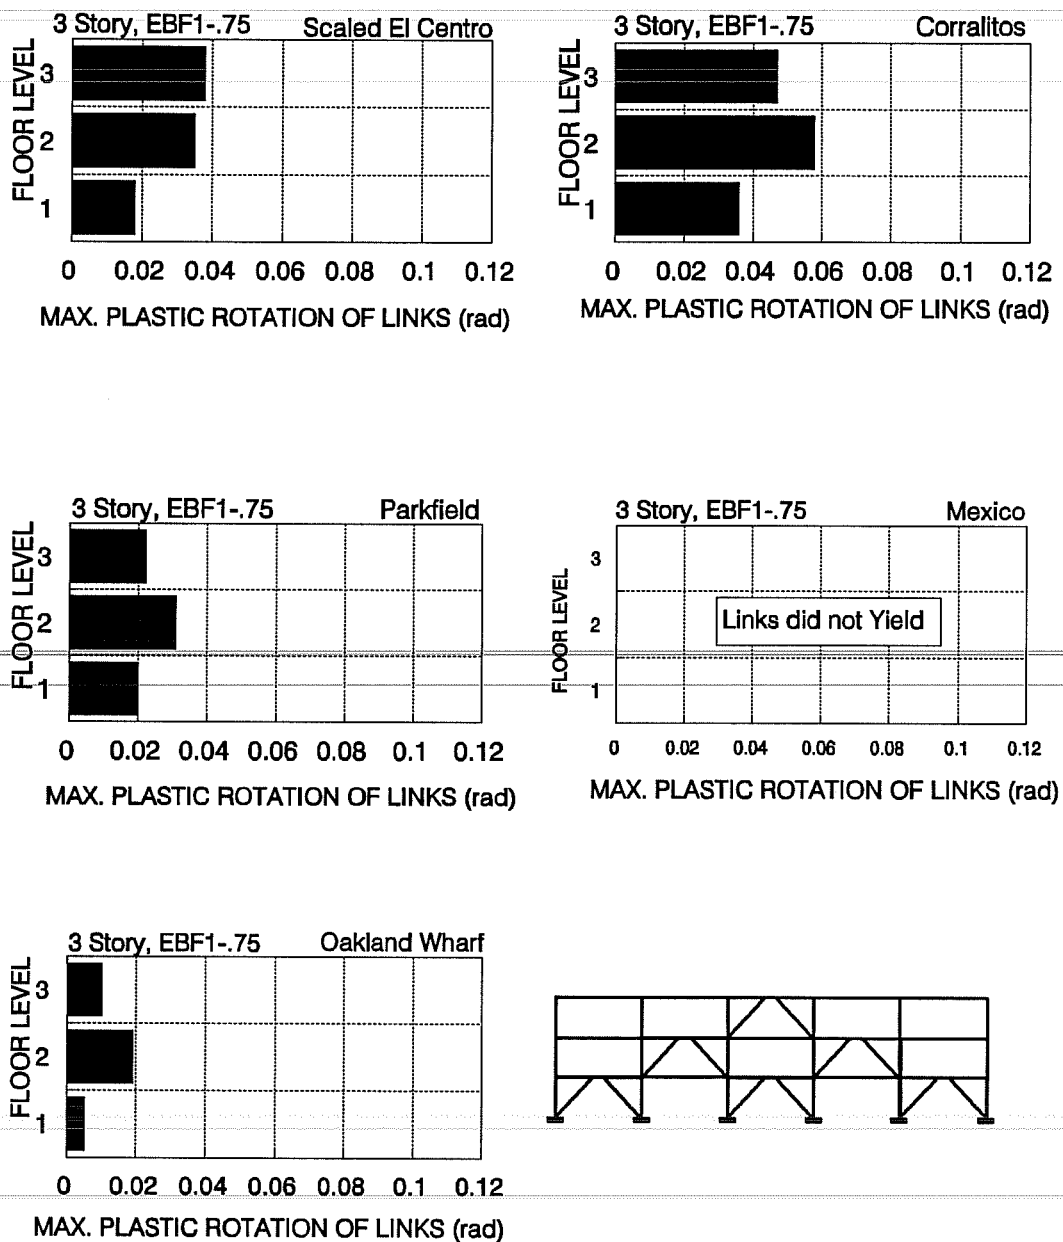 3 Story, EBF1-.75 Scaled El Centro
FLOOR LEVEL
3
2
1
0 0.02 0.04 0.06 0.08 0.1 0.12
MAX. PLASTIC ROTATION OF LINKS (rad)
3 Story, EBF1-.75 Corralitos
FLOOR LEVEL
3
2
1
0 0.02 0.04 0.06 0.08 0.1 0.12
MAX. PLASTIC ROTATION OF LINKS (rad)
3 Story, EBF1-.75 Parkfield
FLOOR LEVEL
3
2
1
0 0.02 0.04 0.06 0.08 0.1 0.12
MAX. PLASTIC ROTATION OF LINKS (rad)
3 Story, EBF1-.75 Mexico
FLOOR LEVEL
3
2
1
Links did not Yield
0 0.02 0.04 0.06 0.08 0.1 0.12
MAX. PLASTIC ROTATION OF LINKS (rad)
3 Story, EBF1-.75 Oakland Wharf
FLOOR LEVEL
3
2
1
0 0.02 0.04 0.06 0.08 0.1 0.12
MAX. PLASTIC ROTATION OF LINKS (rad)